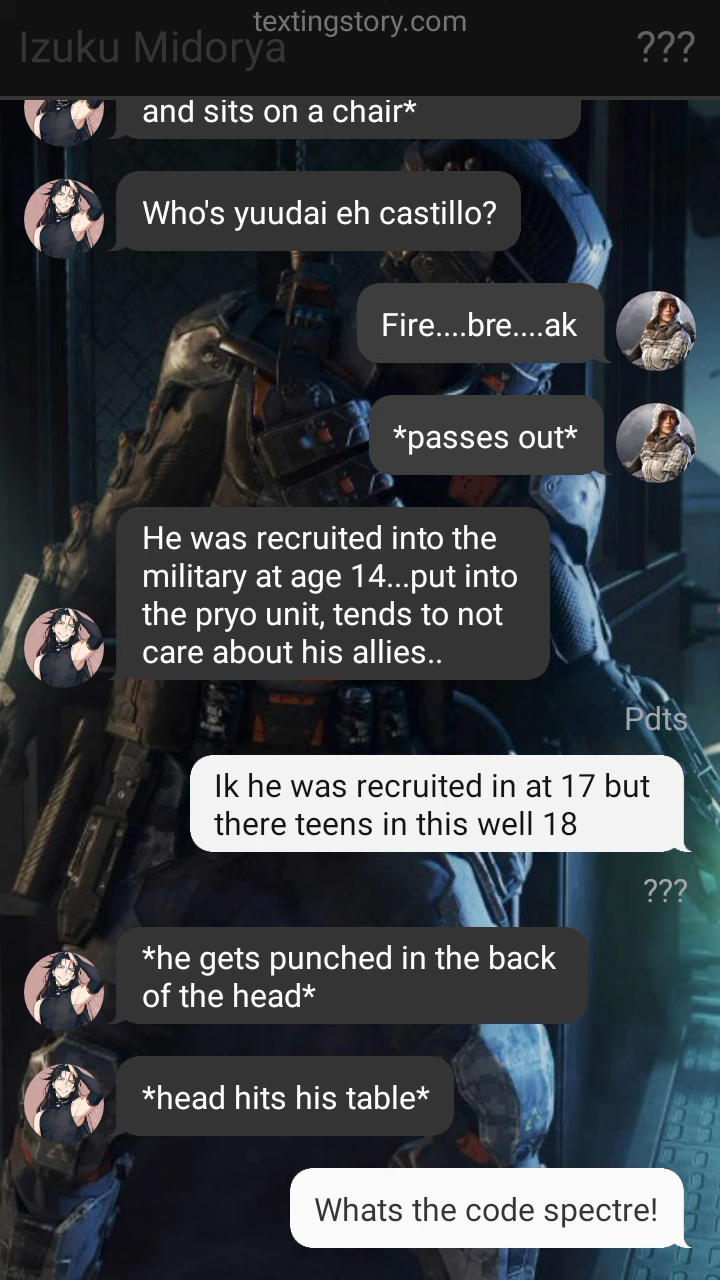 textingstory.com
Izuku Midorya
???
and sits on a chair*
Who's yuudai eh castillo?
Fire....bre....ak
*passes out*
He was recruited into the
military at age 14...put into
the pryo unit, tends to not
care about his allies..
Pdts
Ik he was recruited in at 17 but
there teens in this well 18
???
*he gets punched in the back
of the head*
*head hits his table*
Whats the code spectre!